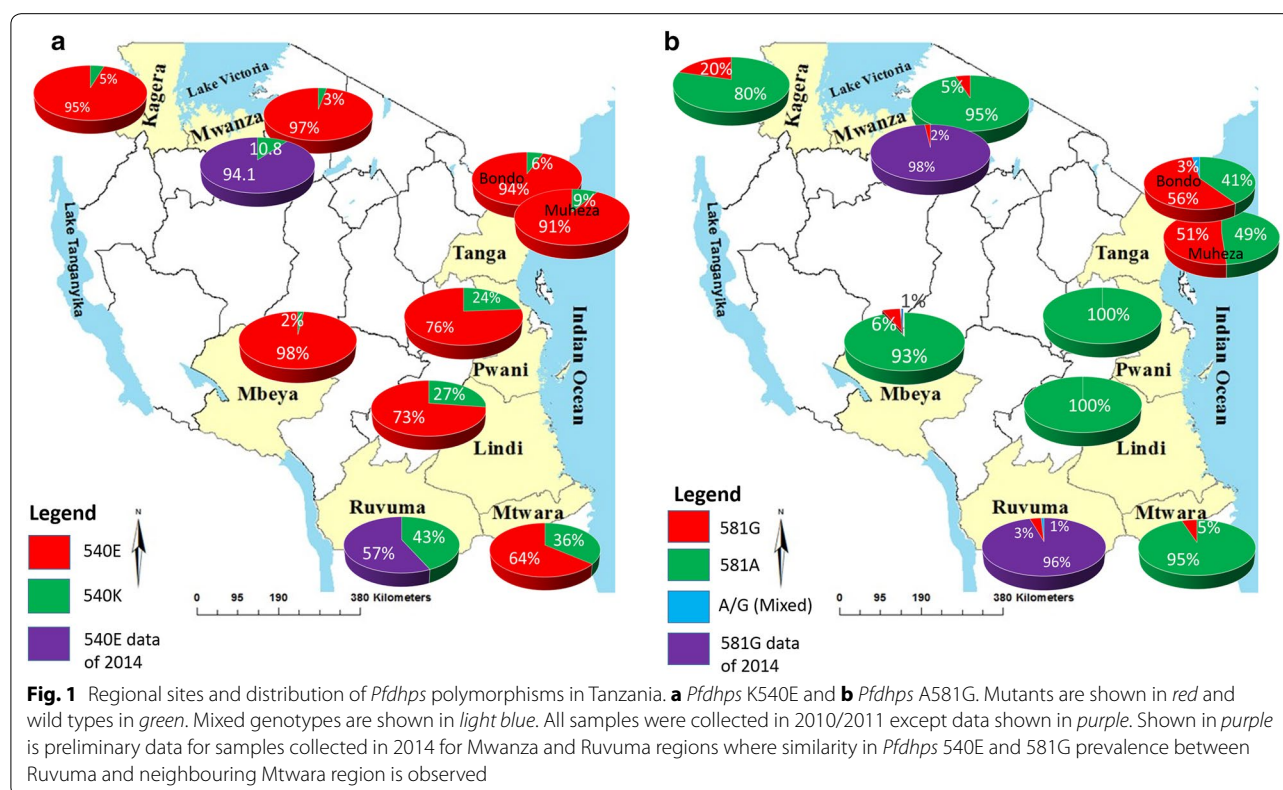 a
5%
95%
Kagera
Lake Victoria
Mwanza
3%
97%
10.8
94.1
6%
Bondo
94%
9%
Muheza
91%
Lake Tanganyika
Tanga
24%
76%
2%
98%
Pwani
Indian Ocean
Mbeya
27%
73%
Lindi
Ruvuma
Mtwara
43%
57%
36%
64%
Legend
N
540E
540K
540E data
of 2014
0 95 190 380 Kilometers
b
20%
80%
Kagera
Lake Victoria
Mwanza
5%
95%
2%
98%
3%
Bondo
41%
56%
51%
49%
Muheza
Lake Tanganyika
Tanga
100%
1%
6%
93%
Pwani
Indian Ocean
Mbeya
100%
Lindi
Ruvuma
Mtwara
3%
1%
96%
5%
95%
Legend
N
581G
581A
A/G (Mixed)
581G data
of 2014
0 95 190 380 Kilometers
Fig. 1 Regional sites and distribution of Pfdhps polymorphisms in Tanzania. a Pfdhps K540E and b Pfdhps A581G. Mutants are shown in red and
wild types in green. Mixed genotypes are shown in light blue. All samples were collected in 2010/2011 except data shown in purple. Shown in purple
is preliminary data for samples collected in 2014 for Mwanza and Ruvuma regions where similarity in Pfdhps 540E and 581G prevalence between
Ruvuma and neighbouring Mtwara region is observed